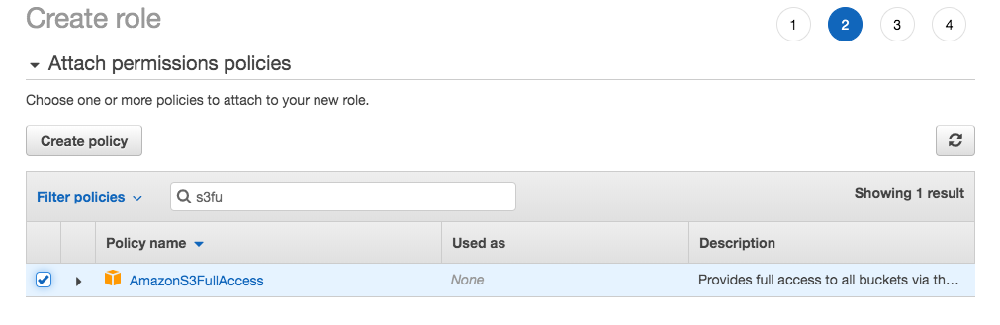 Create role
1 2 3 4
Attach permissions policies
Choose one or more policies to attach to your new role.
Create policy
Filter policies s3fu Showing 1 result
Policy name Used as Description
AmazonS3FullAccess None Provides full access to all buckets via th...